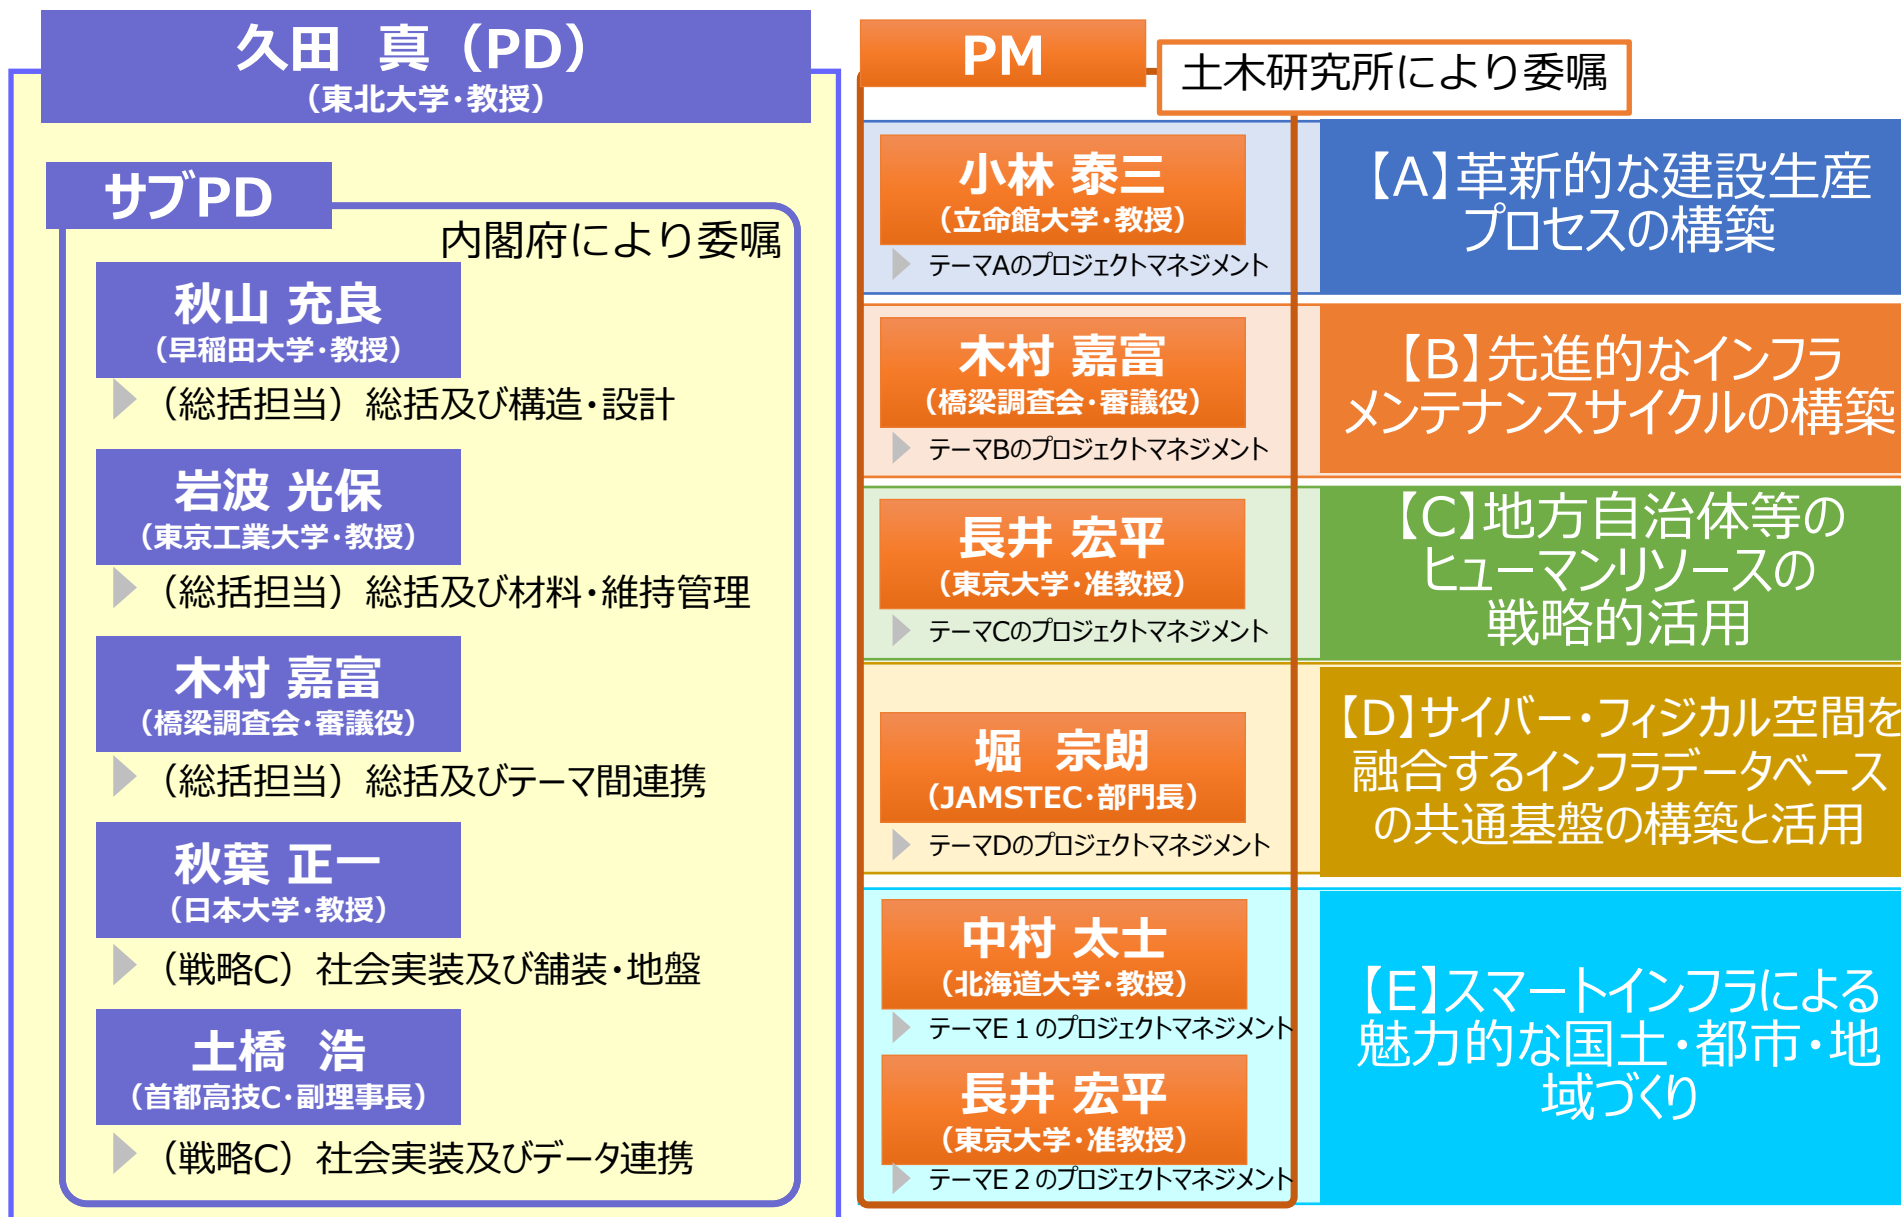 久田　真（PD）
（東北大学・教授）
サブPD
内閣府により委嘱
秋山 充良
（早稲田大学・教授）
（総括担当）総括及び構造・設計
岩波 光保
（東京工業大学・教授）
（総括担当）総括及び材料・維持管理
木村 嘉富
（橋梁調査会・審議役）
（総括担当）総括及びテーマ間連携
秋葉 正一
（日本大学・教授）
（戦略C）社会実装及び舗装・地盤
土橋　浩
（首都高技C・副理事長）
（戦略C）社会実装及びデータ連携
PM
土木研究所により委嘱
小林 泰三
（立命館大学・教授）
テーマAのプロジェクトマネジメント
【A】革新的な建設生産
プロセスの構築
木村 嘉富
（橋梁調査会・審議役）
テーマBのプロジェクトマネジメント
【B】先進的なインフラ
メンテナンスサイクルの構築
長井 宏平
（東京大学・准教授）
テーマCのプロジェクトマネジメント
【C】地方自治体等の
ヒューマンリソースの
戦略的活用
堀　宗朗
（JAMSTEC・部門長）
テーマDのプロジェクトマネジメント
【D】サイバー・フィジカル空間を
融合するインフラデータベース
の共通基盤の構築と活用
中村 太士
（北海道大学・教授）
テーマE１のプロジェクトマネジメント
長井 宏平
（東京大学・准教授）
テーマE２のプロジェクトマネジメント
【E】スマートインフラによる
魅力的な国土・都市・地
域づくり